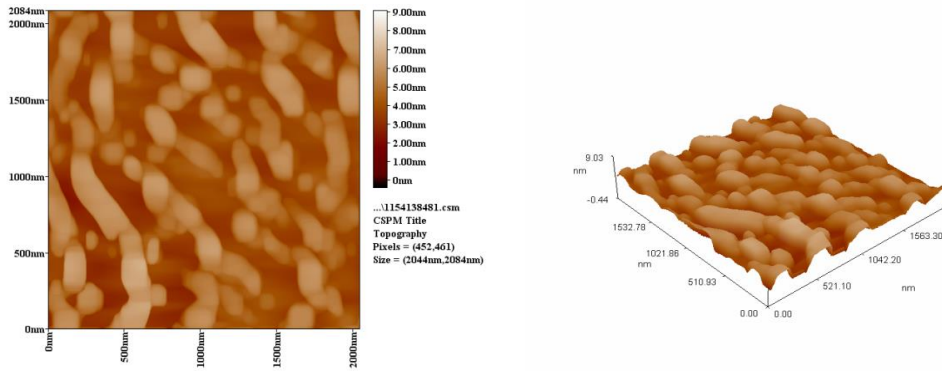 2084nm
2000nm
1500nm
1000nm
500nm
0nm
0nm
500nm
1000nm
1500nm
2000nm
9.00nm
8.00nm
7.00nm
6.00nm
5.00nm
4.00nm
3.00nm
2.00nm
1.00nm
0nm
...\1154138481.csm
CSPM Title
Topography
Pixels = (452,461)
Size = (2044nm,2084nm)
9.03
nm
-0.44
1532.78
1021.86
nm
510.93
0.00
0.00
521.10
1042.20
nm
1563.30